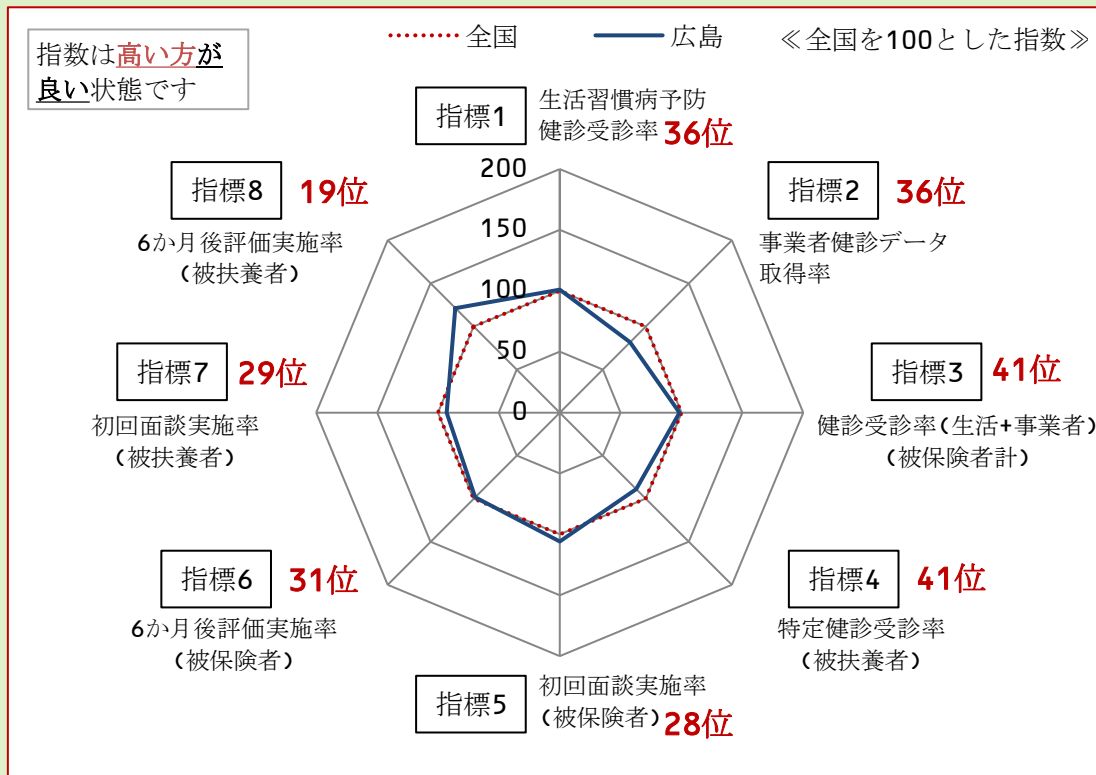 指数は高い方が
良い状態です
全国
広島
≪全国を100とした指数≫
指標1
生活習慣病予防
健診受診率 36位
指標2 36位
事業者健診データ
取得率
指標3 41位
健診受診率(生活+事業者)
(被保険者計)
指標4 41位
特定健診受診率
(被扶養者)
指標5
初回面談実施率
(被保険者) 28位
指標6 31位
6か月後評価実施率
(被保険者)
指標7 29位
初回面談実施率
(被扶養者)
指標8 19位
6か月後評価実施率
(被扶養者)
200
150
100
50
0